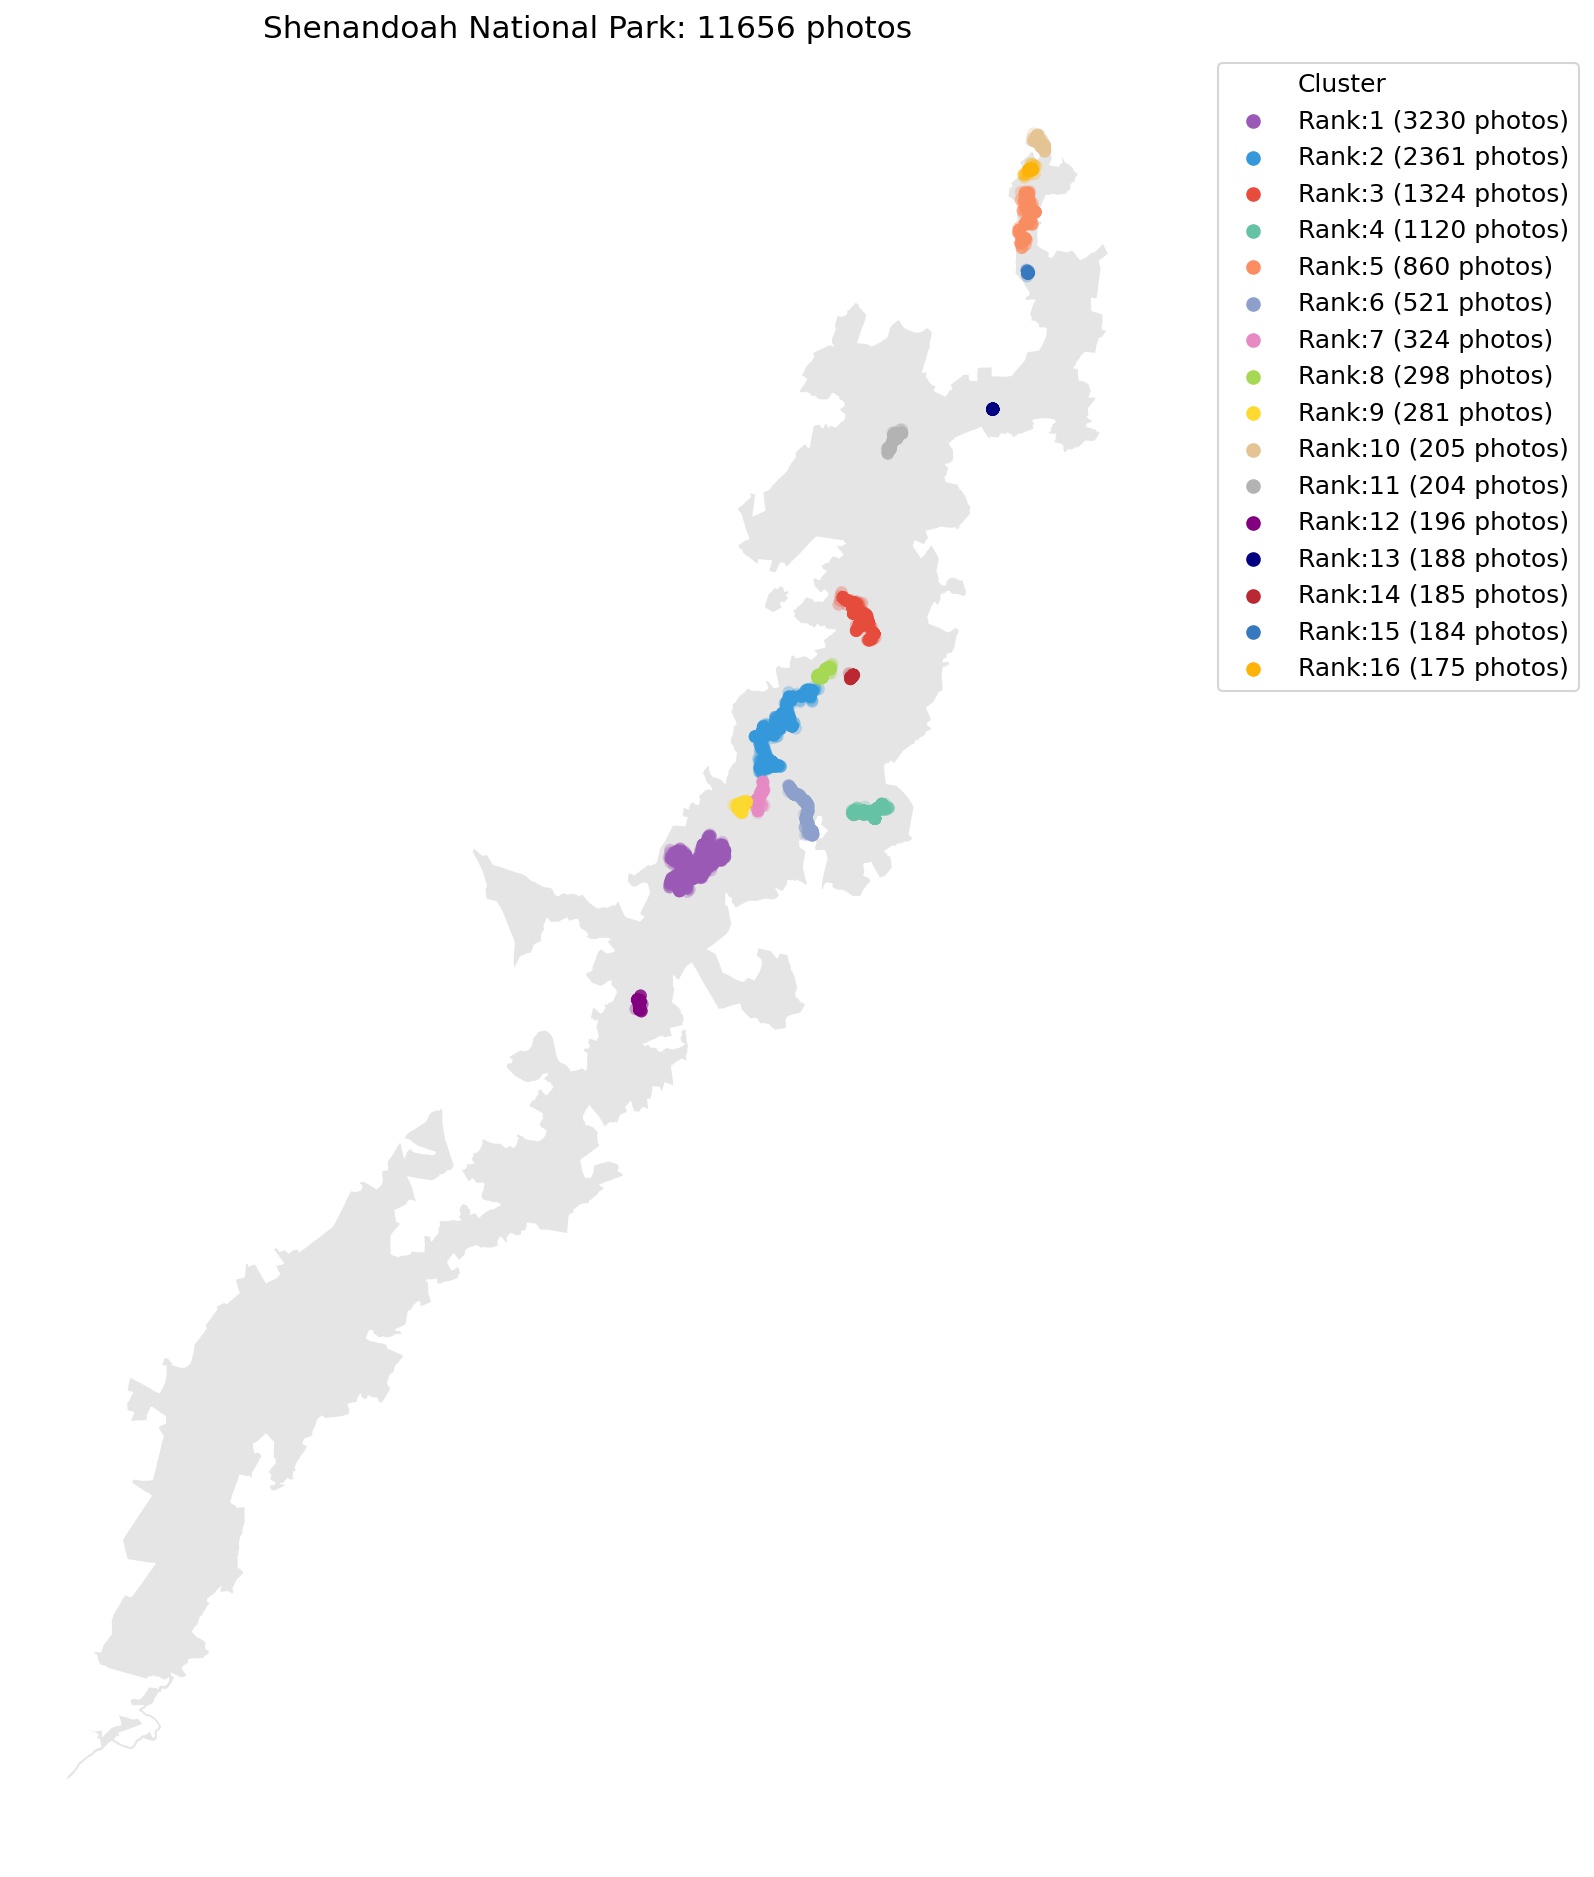 Shenandoah National Park: 11656 photos
Cluster
Rank:1 (3230 photos)
Rank:2 (2361 photos)
Rank:3 (1324 photos)
Rank:4 (1120 photos)
Rank:5 (860 photos)
Rank:6 (521 photos)
Rank:7 (324 photos)
Rank:8 (298 photos)
Rank:9 (281 photos)
Rank:10 (205 photos)
Rank:11 (204 photos)
Rank:12 (196 photos)
Rank:13 (188 photos)
Rank:14 (185 photos)
Rank:15 (184 photos)
Rank:16 (175 photos)